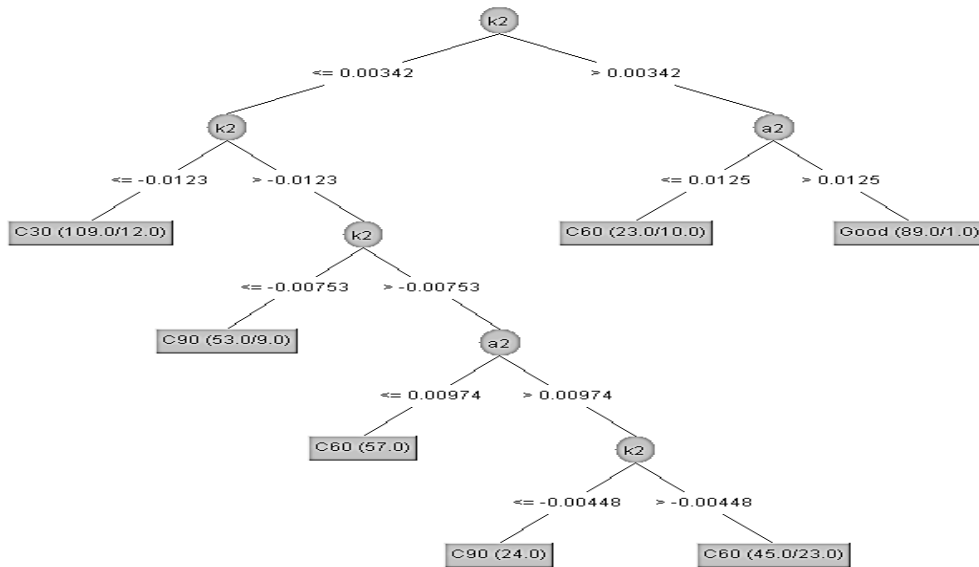 k2
<= 0.00342 > 0.00342
k2 a2
<= -0.0123 > -0.0123 <= 0.0125 > 0.0125
C30 (109.0/12.0) k2 C60 (23.0/10.0) Good (89.0/1.0)
<= -0.00753 > -0.00753
C90 (53.0/9.0) a2
<= 0.00974 > 0.00974
C60 (57.0) k2
<= -0.00448 > -0.00448
C90 (24.0) C60 (45.0/23.0)